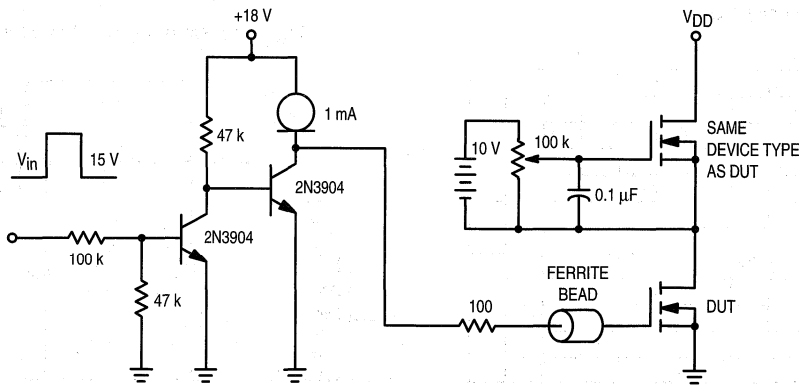 +18 V
V_DD
47 k
1 mA
V_in
15 V
10 V
100 k
SAME
DEVICE TYPE
AS DUT
0.1 μF
2N3904
2N3904
100 k
47 k
FERRITE
BEAD
100
DUT